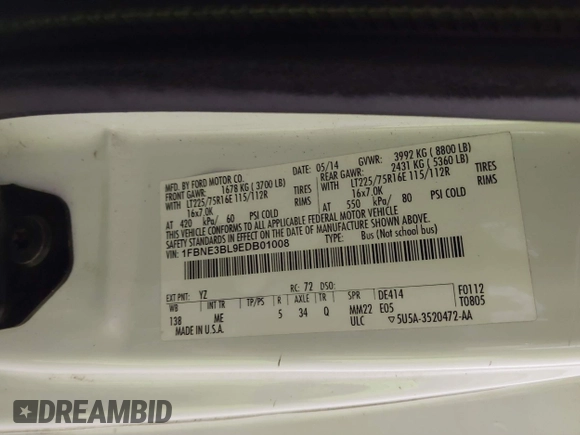 MFD. BY FORD MOTOR CO.
DATE: 05/14 GVWR: 3992 KG ( 8800 LB)
FRONT GAWR: 1678 KG ( 3700 LB) REAR GAWR: 2431 KG ( 5360 LB)
WITH LT225/75R16E 115/112R TIRES WITH LT225/75R16E 115/112R TIRES
16x7.0K RIMS 16x7.0K RIMS
AT 420 kPa/ 60 PSI COLD AT 550 kPa/ 80 PSI COLD
THIS VEHICLE CONFORMS TO ALL APPLICABLE FEDERAL MOTOR VEHICLE
SAFETY STANDARDS IN EFFECT ON THE DATE OF MANUFACTURE SHOWN ABOVE.
VIN: 1FBNE3BL9EDB01008 TYPE: Bus (Not school bus)
EXT PNT: YZ RC: 72 DSO:
WB INT TR TP/PS R AXLE TR SPR DE414 F0112
138 ME 5 34 Q MM22 E05 T0805
MADE IN U.S.A. ULC ▽5U5A-3520472-AA
DREAMBID